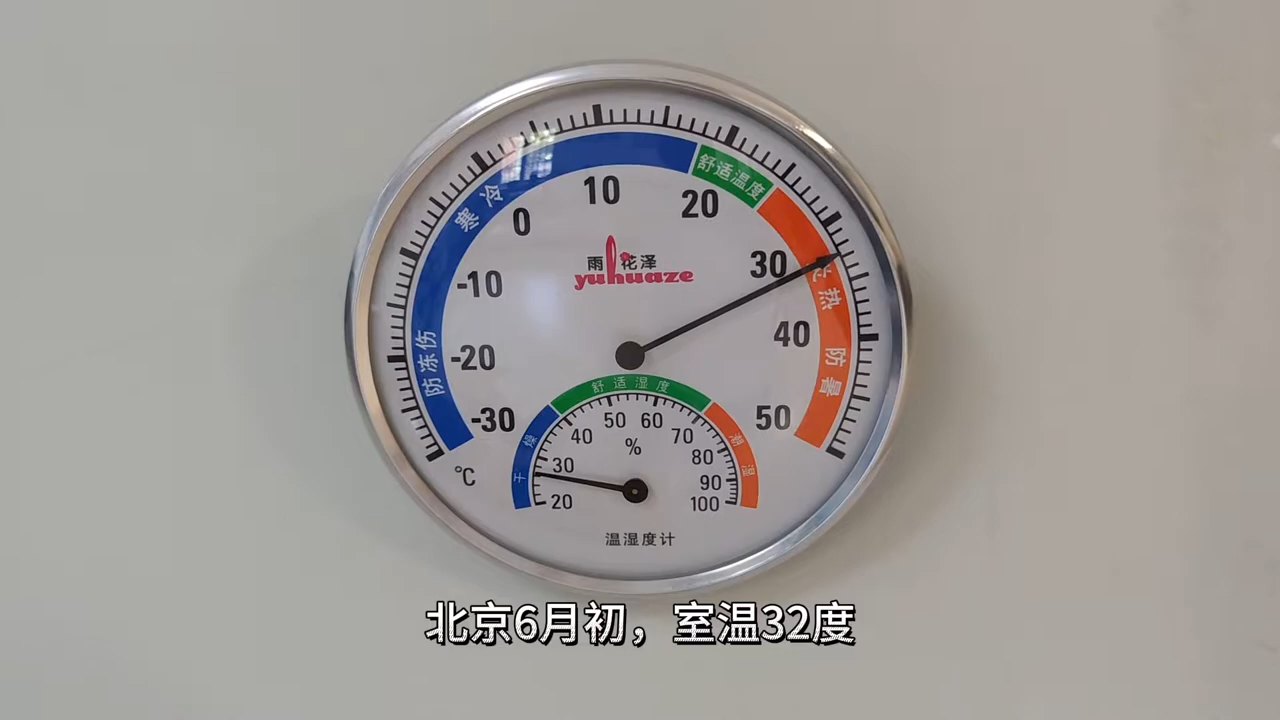 舒适温度
寒冷
10
0
20
雨花泽
yuhuaze
30
-10
炎热
40
防冻伤
-20
防暑
舒适湿度
50
-30
50 60
40
70
干燥
%
潮湿
30
80
℃
90
20
100
温湿度计
北京6月初，室温32度